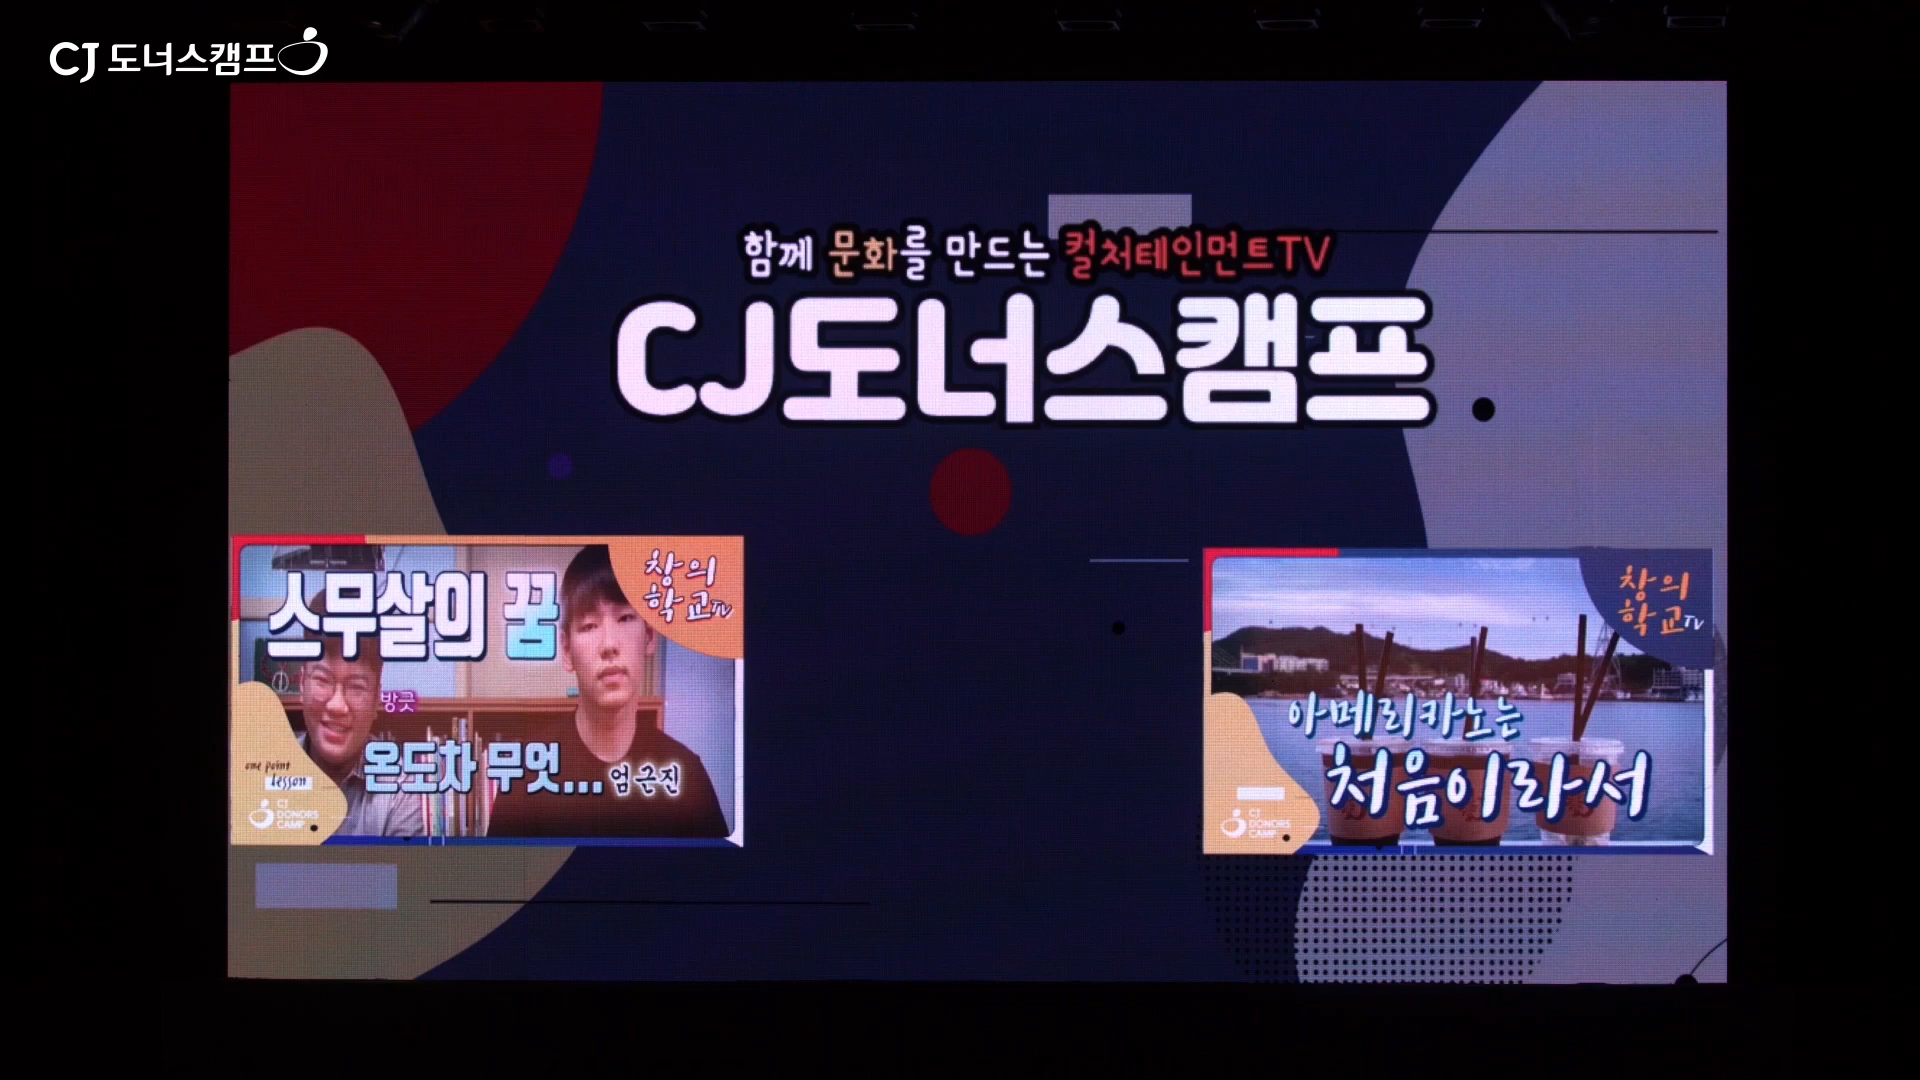 CJ 도너스캠프
함께 문화를 만드는 컬처테인먼트TV
CJ도너스캠프
스무살의 꿈
창의
학교TV
방긋
온도차 무엇... 엄근진
one point
lesson
CJ
DONORS
CAMP
창의
학교TV
아메리카노는
처음이라서
CJ
DONORS
CAMP